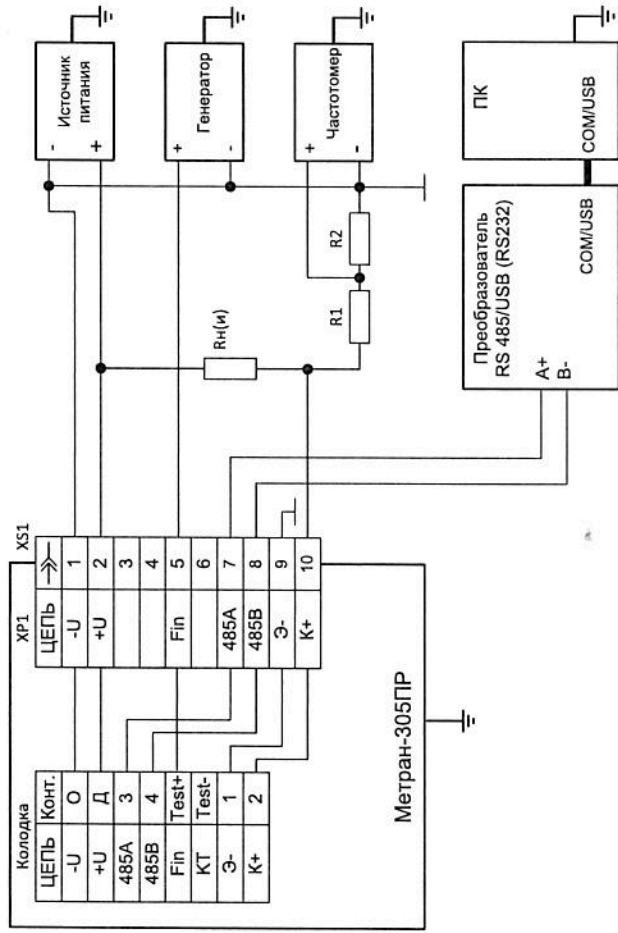 Колодка
ЦЕПЬ Конт.
-U О
+U Д
485A 3
485B 4
Fin Test+
КТ Test-
Э- 1
К+ 2
Метран-305ПР
XP1 XS1
ЦЕПЬ
-U 1
+U 2
3
4
Fin 5
6
485A 7
485B 8
Э- 9
К+ 10
Rн(и)
R1
R2
-
+
Источник
питания
+
-
Генератор
+
-
Частотомер
Преобразователь
RS 485/USB (RS232)
A+
B-
COM/USB
ПК
COM/USB